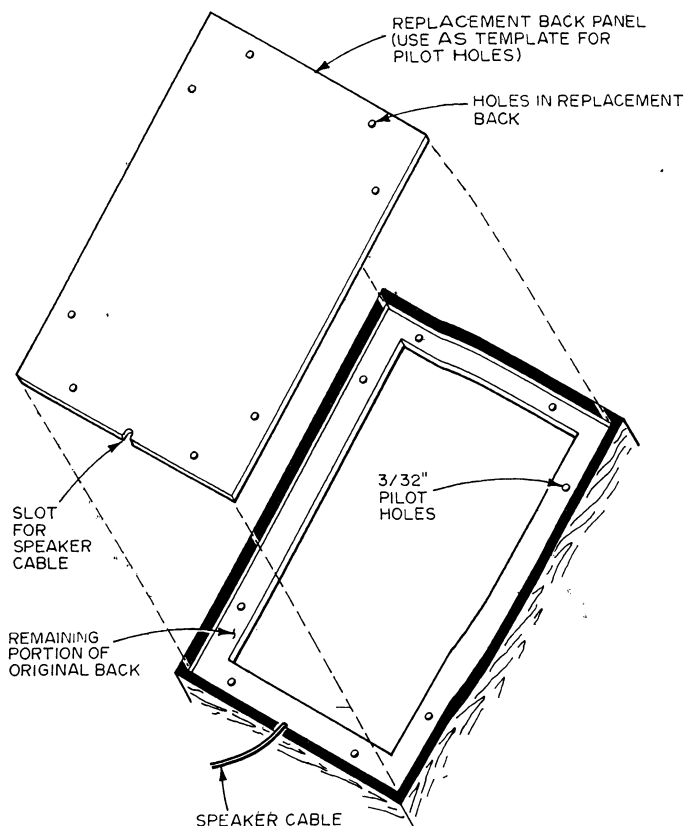 REPLACEMENT BACK PANEL
(USE AS TEMPLATE FOR
PILOT HOLES)
HOLES IN REPLACEMENT
BACK
3/32"
PILOT
HOLES
SLOT
FOR
SPEAKER
CABLE
REMAINING
PORTION OF
ORIGINAL BACK
SPEAKER CABLE